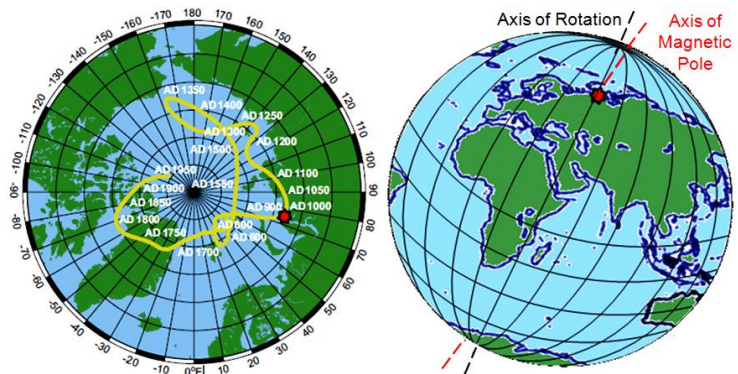 Axis of Rotation
Axis of
Magnetic
Pole
180
170
160
150
140
130
120
110
100
90
80
70
60
50
40
30
20
10
0°E
-10
-20
-30
-40
-50
-60
-70
-80
-90
-100
-110
-120
-130
-140
-150
-160
-170
AD 1350
AD 1400
AD 1250
AD 1300
AD 1200
AD 1500
AD 1100
AD 1950
AD 1900
AD 1050
AD 1850
AD 900
AD 1000
AD 1800
AD 1750
AD 600
AD 1700